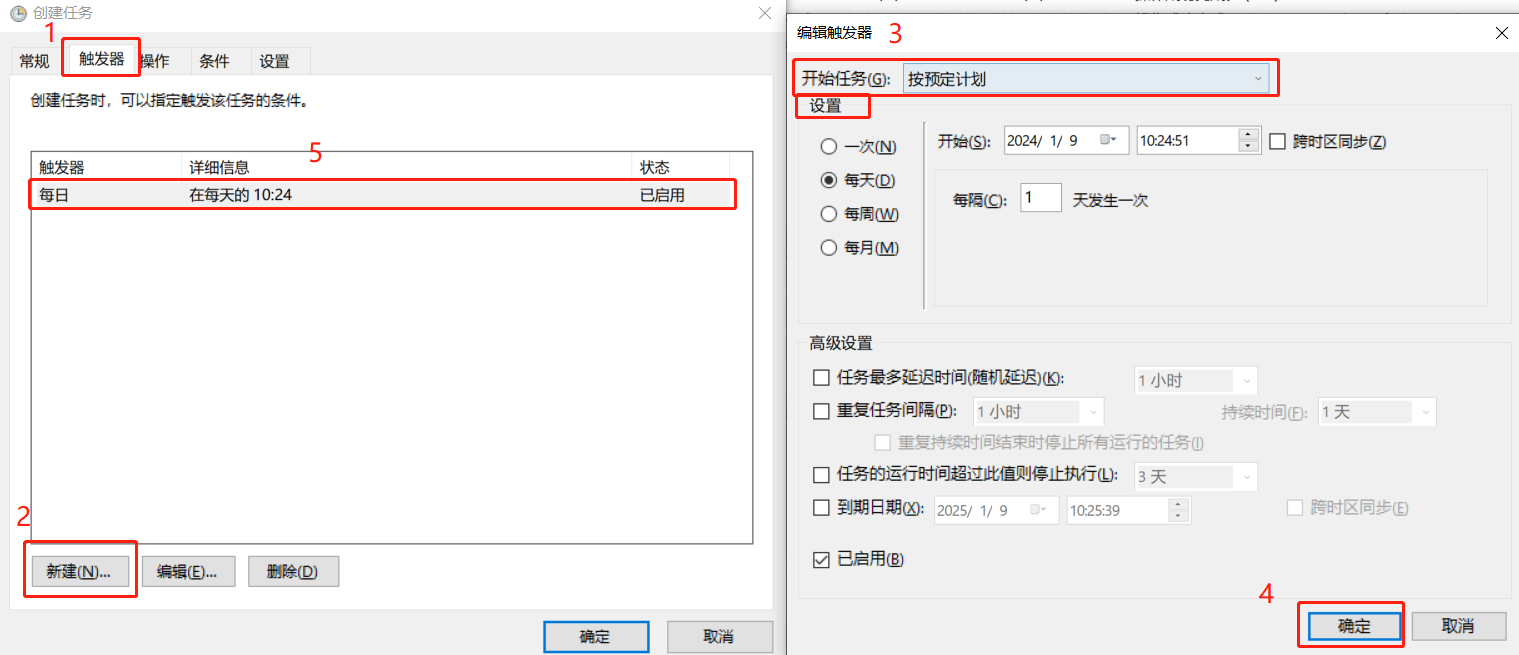 创建任务
1
常规
触发器
操作
条件
设置
创建任务时，可以指定触发该任务的条件。
5
触发器 详细信息 状态
每日 在每天的 10:24 已启用
2
新建(N)... 编辑(E)... 删除(D)
确定 取消
编辑触发器 3
开始任务(G): 按预定计划
设置
一次(N)
每天(D)
每周(W)
每月(M)
开始(S): 2024/ 1/ 9 10:24:51 跨时区同步(Z)
每隔(C): 1 天发生一次
高级设置
任务最多延迟时间(随机延迟)(K): 1 小时
重复任务间隔(P): 1 小时 持续时间(F): 1 天
重复持续时间结束时停止所有运行的任务(I)
任务的运行时间超过此值则停止执行(L): 3 天
到期日期(X): 2025/ 1/ 9 10:25:39 跨时区同步(E)
已启用(B)
4
确定 取消